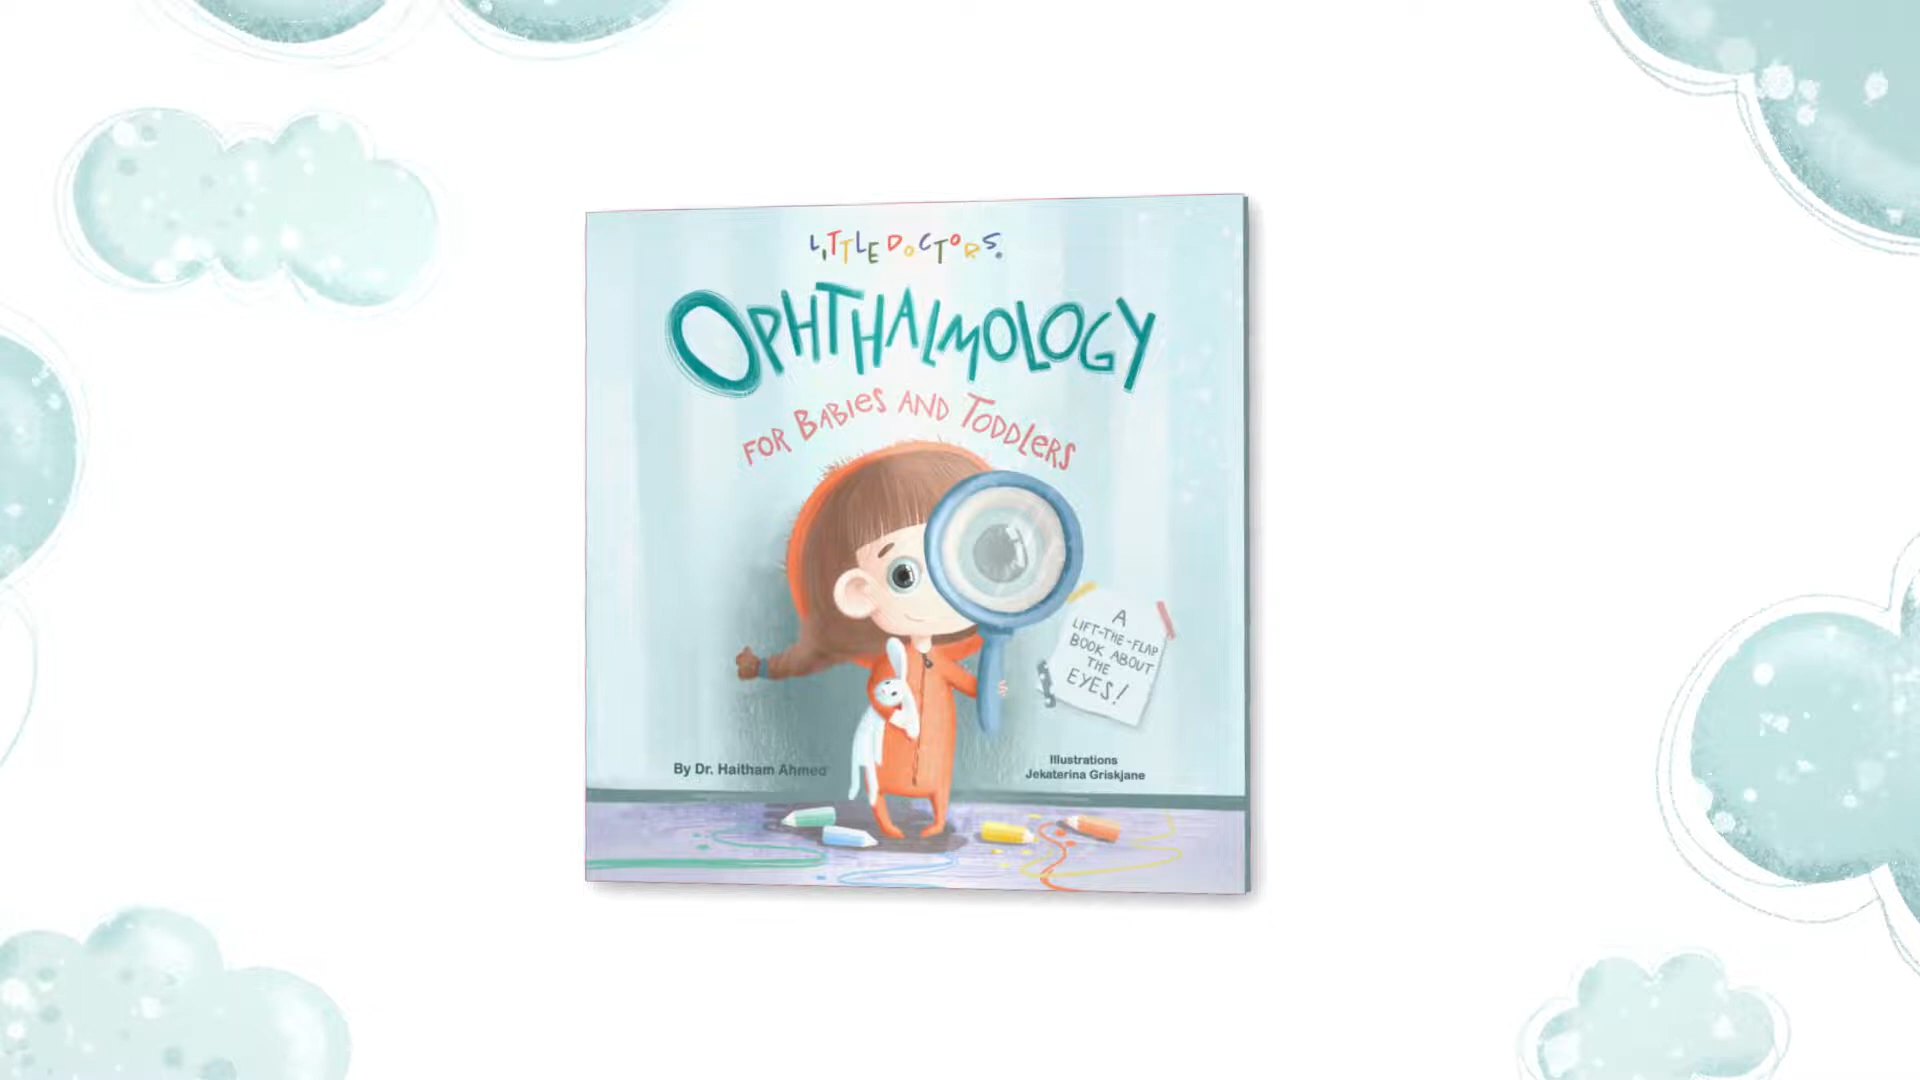 LITTLE DOCTORS.
OPHTHALMOLOGY
FOR BABIES AND TODDLERS
A
LIFT-THE-FLAP
BOOK ABOUT
THE
EYES!
By Dr. Haitham Ahmed
Illustrations
Jekaterina Griskjane